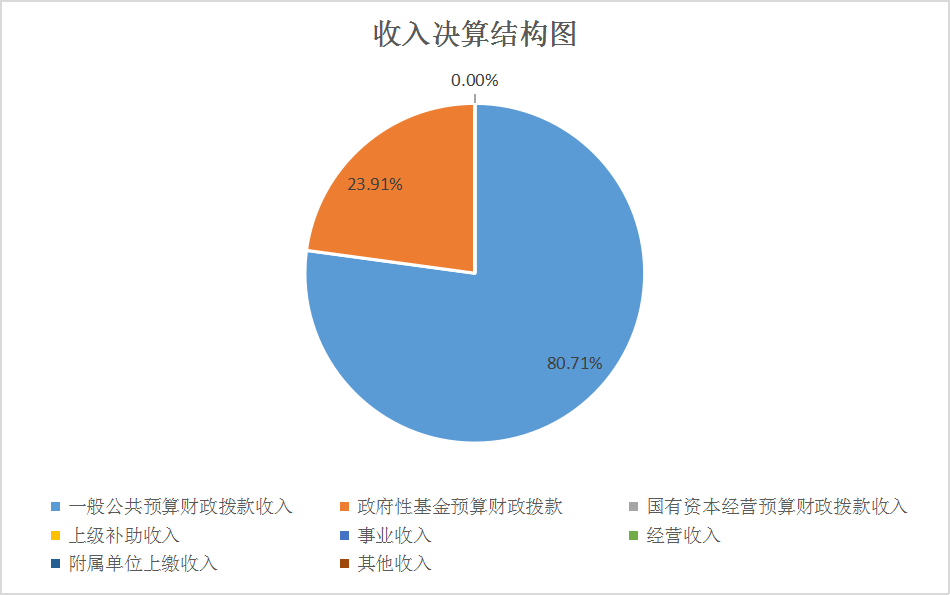 收入决算结构图
0.00%
23.91%
80.71%
一般公共预算财政拨款收入
政府性基金预算财政拨款
国有资本经营预算财政拨款收入
上级补助收入
事业收入
经营收入
附属单位上缴收入
其他收入